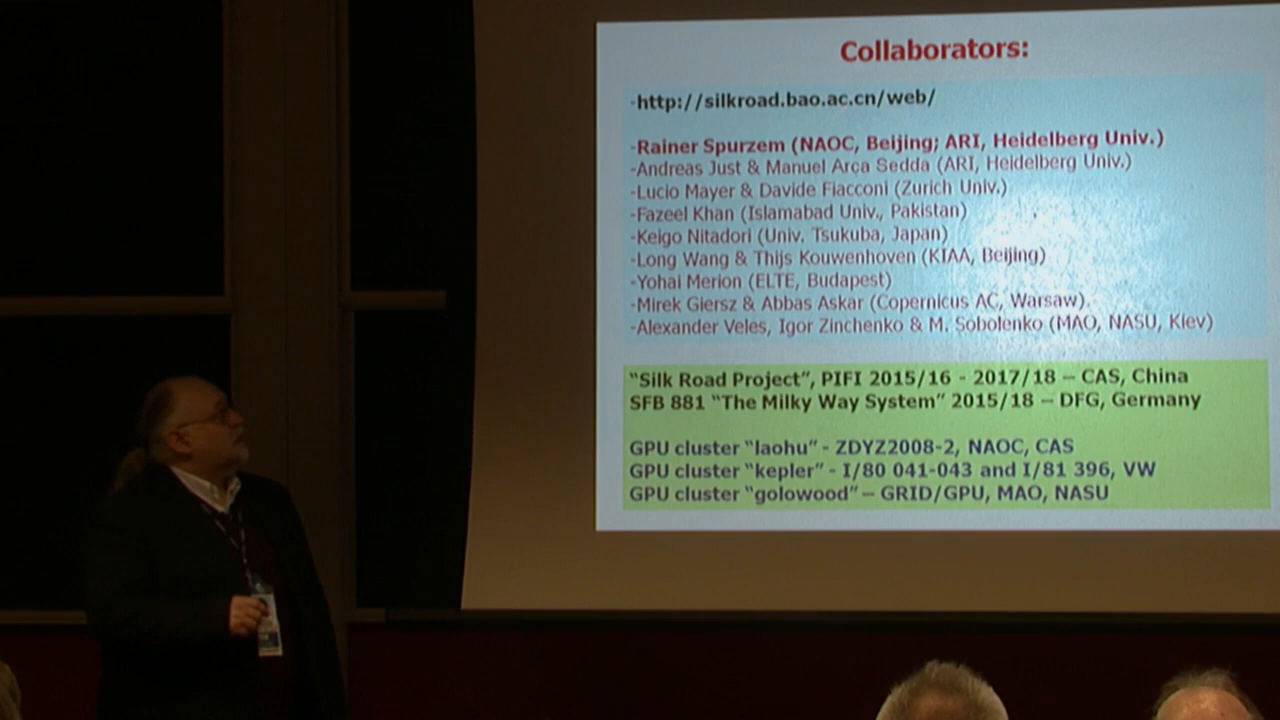 Collaborators:
-http://silkroad.bao.ac.cn/web/
-Rainer Spurzem (NAOC, Beijing; ARI, Heidelberg Univ.)
-Andreas Just & Manuel Arca Sedda (ARI, Heidelberg Univ.)
-Lucio Mayer & Davide Fiacconi (Zurich Univ.)
-Fazeel Khan (Islamabad Univ., Pakistan)
-Keigo Nitadori (Univ. Tsukuba, Japan)
-Long Wang & Thijs Kouwenhoven (KIAA, Beijing)
-Yohai Merion (ELTE, Budapest)
-Mirek Giersz & Abbas Askar (Copernicus AC, Warsaw).
-Alexander Veles, Igor Zinchenko & M. Sobolenko (MAO, NASU, Kiev)
“Silk Road Project”, PIFI 2015/16 - 2017/18 – CAS, China
SFB 881 “The Milky Way System” 2015/18 – DFG, Germany
GPU cluster “laohu” - ZDYZ2008-2, NAOC, CAS
GPU cluster “kepler” - I/80 041-043 and I/81 396, VW
GPU cluster “golowood” – GRID/GPU, MAO, NASU